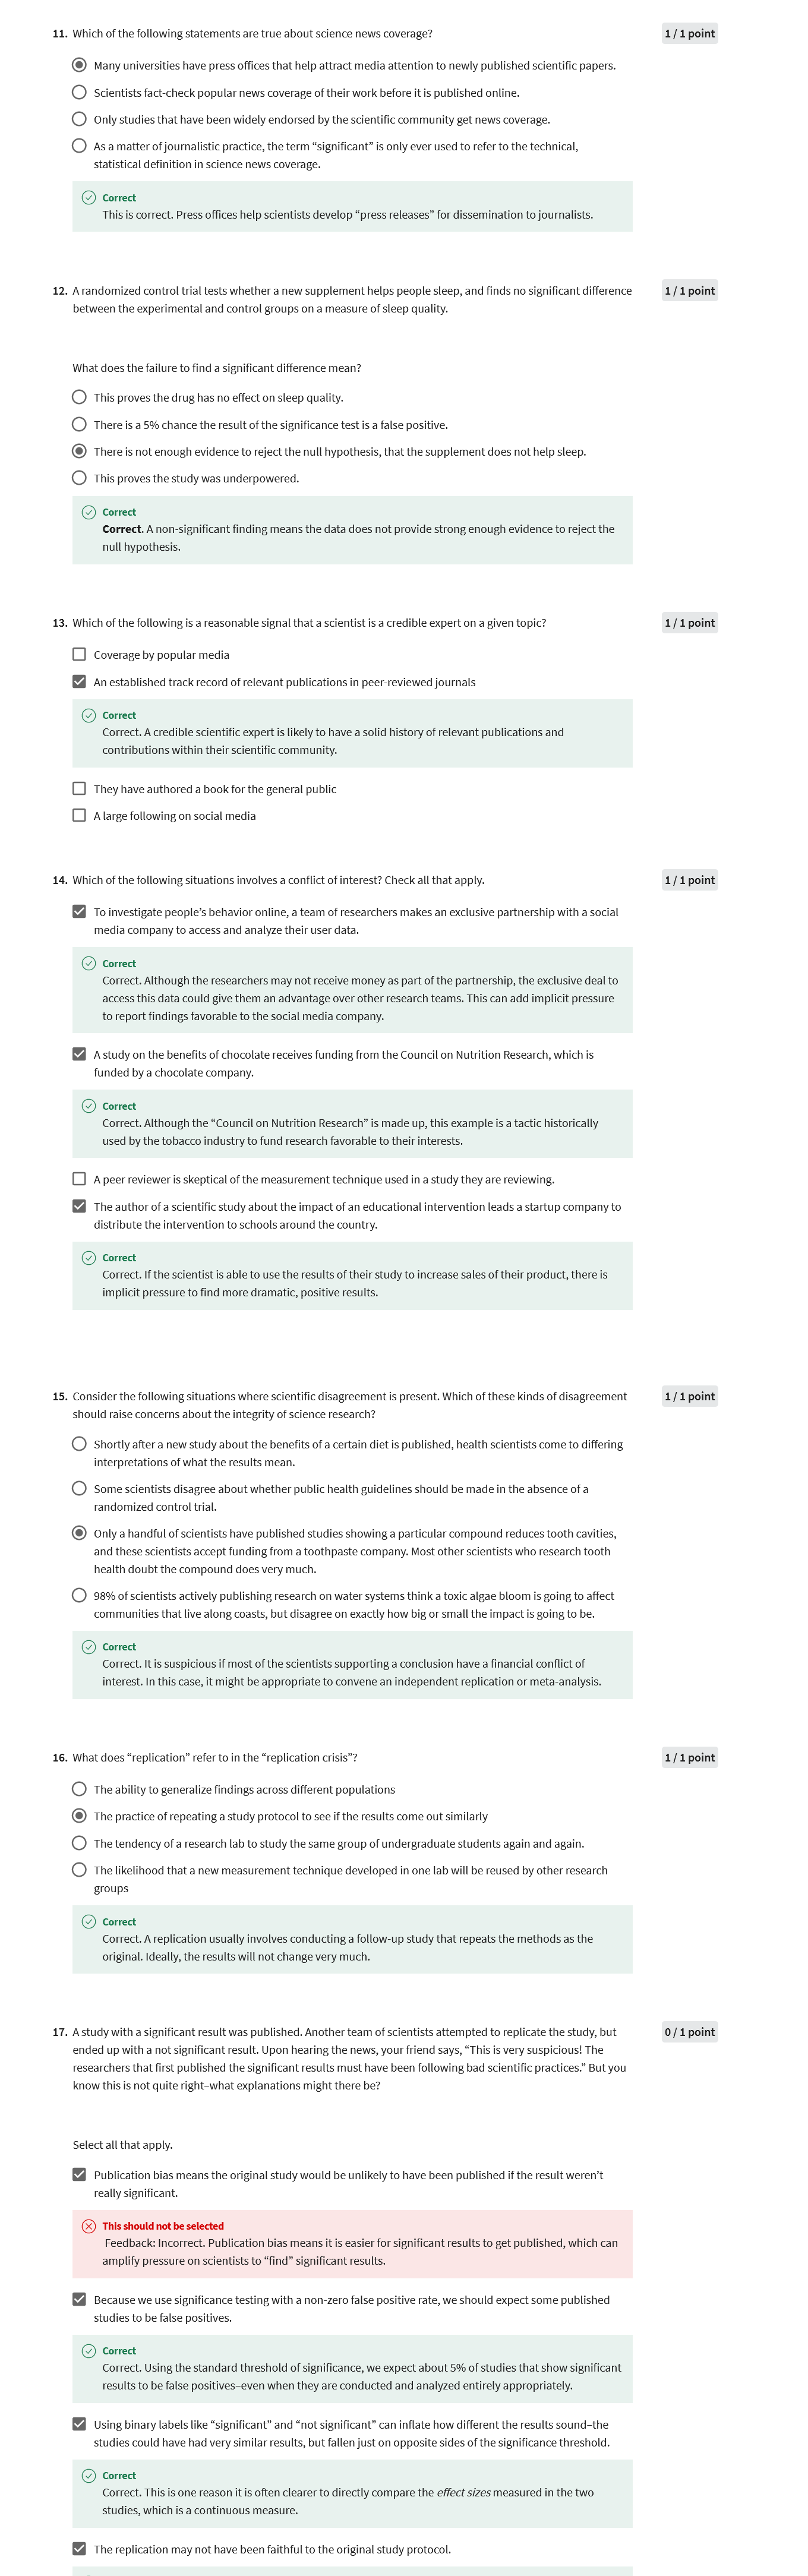 11. Which of the following statements are true about science news coverage?
1 / 1 point
Many universities have press offices that help attract media attention to newly published scientific papers.
Scientists fact-check popular news coverage of their work before it is published online.
Only studies that have been widely endorsed by the scientific community get news coverage.
As a matter of journalistic practice, the term “significant” is only ever used to refer to the technical,
statistical definition in science news coverage.
Correct
This is correct. Press offices help scientists develop “press releases” for dissemination to journalists.
12. A randomized control trial tests whether a new supplement helps people sleep, and finds no significant difference
between the experimental and control groups on a measure of sleep quality.
1 / 1 point
What does the failure to find a significant difference mean?
This proves the drug has no effect on sleep quality.
There is a 5% chance the result of the significance test is a false positive.
There is not enough evidence to reject the null hypothesis, that the supplement does not help sleep.
This proves the study was underpowered.
Correct
Correct. A non-significant finding means the data does not provide strong enough evidence to reject the
null hypothesis.
13. Which of the following is a reasonable signal that a scientist is a credible expert on a given topic?
1 / 1 point
Coverage by popular media
An established track record of relevant publications in peer-reviewed journals
Correct
Correct. A credible scientific expert is likely to have a solid history of relevant publications and
contributions within their scientific community.
They have authored a book for the general public
A large following on social media
14. Which of the following situations involves a conflict of interest? Check all that apply.
1 / 1 point
To investigate people’s behavior online, a team of researchers makes an exclusive partnership with a social
media company to access and analyze their user data.
Correct
Correct. Although the researchers may not receive money as part of the partnership, the exclusive deal to
access this data could give them an advantage over other research teams. This can add implicit pressure
to report findings favorable to the social media company.
A study on the benefits of chocolate receives funding from the Council on Nutrition Research, which is
funded by a chocolate company.
Correct
Correct. Although the “Council on Nutrition Research” is made up, this example is a tactic historically
used by the tobacco industry to fund research favorable to their interests.
A peer reviewer is skeptical of the measurement technique used in a study they are reviewing.
The author of a scientific study about the impact of an educational intervention leads a startup company to
distribute the intervention to schools around the country.
Correct
Correct. If the scientist is able to use the results of their study to increase sales of their product, there is
implicit pressure to find more dramatic, positive results.
15. Consider the following situations where scientific disagreement is present. Which of these kinds of disagreement
should raise concerns about the integrity of science research?
1 / 1 point
Shortly after a new study about the benefits of a certain diet is published, health scientists come to differing
interpretations of what the results mean.
Some scientists disagree about whether public health guidelines should be made in the absence of a
randomized control trial.
Only a handful of scientists have published studies showing a particular compound reduces tooth cavities,
and these scientists accept funding from a toothpaste company. Most other scientists who research tooth
health doubt the compound does very much.
98% of scientists actively publishing research on water systems think a toxic algae bloom is going to affect
communities that live along coasts, but disagree on exactly how big or small the impact is going to be.
Correct
Correct. It is suspicious if most of the scientists supporting a conclusion have a financial conflict of
interest. In this case, it might be appropriate to convene an independent replication or meta-analysis.
16. What does “replication” refer to in the “replication crisis”?
1 / 1 point
The ability to generalize findings across different populations
The practice of repeating a study protocol to see if the results come out similarly
The tendency of a research lab to study the same group of undergraduate students again and again.
The likelihood that a new measurement technique developed in one lab will be reused by other research
groups
Correct
Correct. A replication usually involves conducting a follow-up study that repeats the methods as the
original. Ideally, the results will not change very much.
17. A study with a significant result was published. Another team of scientists attempted to replicate the study, but
ended up with a not significant result. Upon hearing the news, your friend says, “This is very suspicious! The
researchers that first published the significant results must have been following bad scientific practices.” But you
know this is not quite right–what explanations might there be?
0 / 1 point
Select all that apply.
Publication bias means the original study would be unlikely to have been published if the result weren’t
really significant.
This should not be selected
Feedback: Incorrect. Publication bias means it is easier for significant results to get published, which can
amplify pressure on scientists to “find” significant results.
Because we use significance testing with a non-zero false positive rate, we should expect some published
studies to be false positives.
Correct
Correct. Using the standard threshold of significance, we expect about 5% of studies that show significant
results to be false positives–even when they are conducted and analyzed entirely appropriately.
Using binary labels like “significant” and “not significant” can inflate how different the results sound–the
studies could have had very similar results, but fallen just on opposite sides of the significance threshold.
Correct
Correct. This is one reason it is often clearer to directly compare the effect sizes measured in the two
studies, which is a continuous measure.
The replication may not have been faithful to the original study protocol.